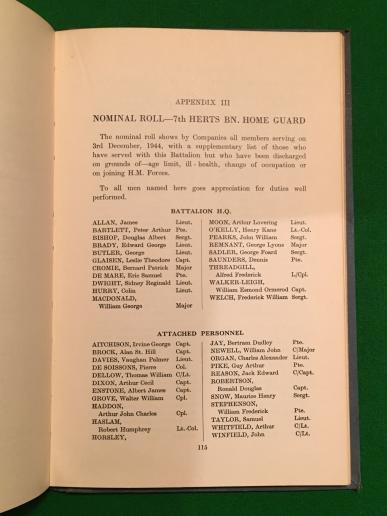 APPENDIX III
NOMINAL ROLL—7th HERTS BN. HOME GUARD
The nominal roll shows by Companies all members serving on
3rd December, 1944, with a supplementary list of those who
have served with this Battalion but who have been discharged
on grounds of—age limit, ill-health, change of occupation or
on joining H.M. Forces.
To all men named here goes appreciation for duties well
performed.
BATTALION H.Q.
ALLAN, James Lieut.
BARTLETT, Peter Arthur Pte.
BISHOP, Douglas Albert Sergt.
BRADY, Edward George Lieut.
BUTLER, George Lieut.
GLAISEN, Leslie Theodore Capt.
CROMIE, Bernard Patrick Major
DE MARE, Eric Samuel Pte.
DWIGHT, Sidney Reginald Lieut.
HURRY, Colin Lieut.
MACDONALD,
William George Major
MOON, Arthur Lovering Lieut.
O'KELLY, Henry Kane Lt.-Col.
PEARKS, John William Sergt.
REMNANT, George Lyons Major
SADLER, George Foard Sergt.
SAUNDERS, Dennis Pte.
THREADGILL,
Alfred Frederick L/Cpl.
WALKER-LEIGH,
William Esmond Ormerod Capt.
WELCH, Frederick William Sergt.
ATTACHED PERSONNEL
AITCHISON, Irvine George Capt.
BROCK, Alan St. Hill Capt.
DAVIES, Vaughan Palmer Lieut.
DE SOISSONS, Pierre Col.
DELLOW, Thomas William C/Lt.
DIXON, Arthur Cecil Capt.
ENSTONE, Albert James Capt.
GROVE, Walter William Cpl.
HADDON,
Arthur John Charles Cpl.
HASLAM,
Robert Humphrey Lt.-Col.
HORSLEY,
JAY, Bertram Dudley Pte.
NEWELL, William John C/Major
ORGAN, Charles Alexander Lieut.
PIKE, Guy Arthur Pte.
REASON, Jack Edward C/Capt.
ROBERTSON,
Ronald Douglas Capt.
SNOW, Maurice Henry Sergt.
STEPHENSON,
William Frederick Pte.
TAYLOR, Samuel Lieut.
WHITFIELD, Arthur C/Lt.
WINFIELD, John C/Lt.
115